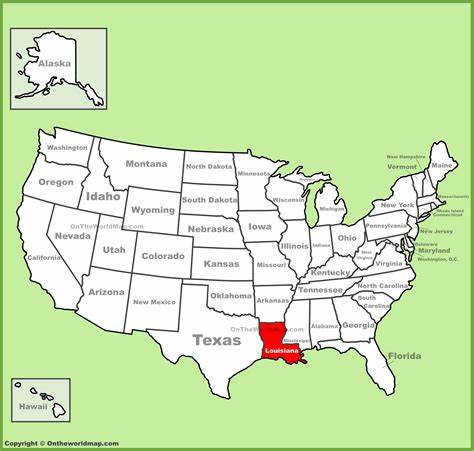 Alaska
Washington
Oregon
California
Nevada
Idaho
Montana
Wyoming
Utah
Arizona
Colorado
New Mexico
North Dakota
South Dakota
Nebraska
Kansas
Oklahoma
Texas
Minnesota
Iowa
Missouri
Arkansas
Louisiana
Wisconsin
Illinois
Michigan
Indiana
Ohio
Kentucky
Tennessee
Mississippi
Alabama
Georgia
Florida
South
Carolina
North Carolina
Virginia
West
Virginia
Pennsylvania
New York
New Hampshire
Vermont
Maine
Rhode Island
Connecticut
New Jersey
Delaware
Maryland
Washington, D.C.
Hawaii
OnTheWorldMap.com
OnTheWorldMap.com
Copyright © Ontheworldmap.com